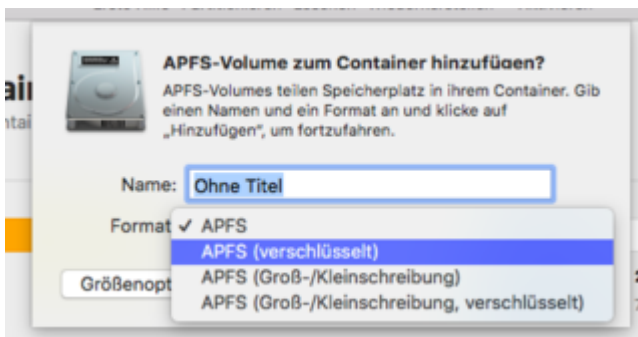 APFS-Volume zum Container hinzufügen?
APFS-Volumes teilen Speicherplatz in ihrem Container. Gib
einen Namen und ein Format an und klicke auf
„Hinzufügen“, um fortzufahren.
Name: Ohne Titel
Format ✓ APFS
APFS (verschlüsselt)
Größenopt APFS (Groß-/Kleinschreibung)
APFS (Groß-/Kleinschreibung, verschlüsselt)